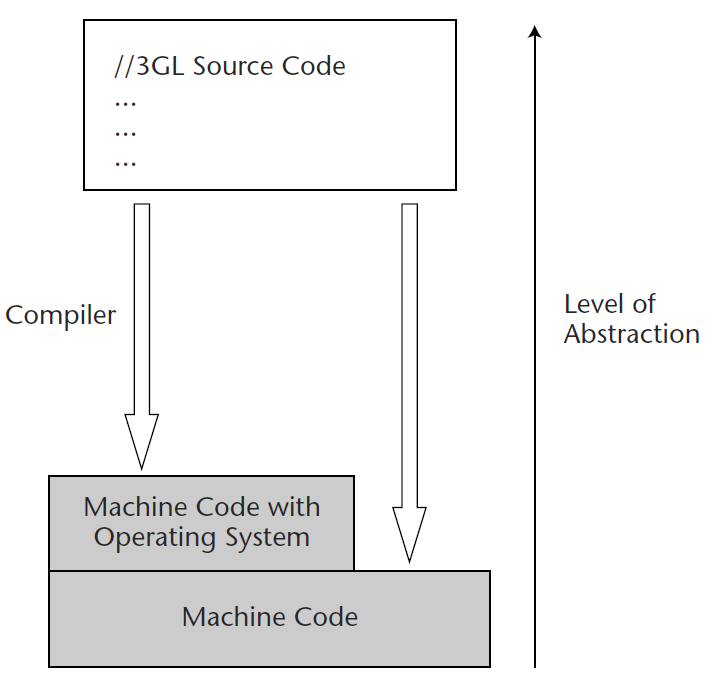 //3GL Source Code
...
...
...
Compiler
Level of
Abstraction
Machine Code with
Operating System
Machine Code